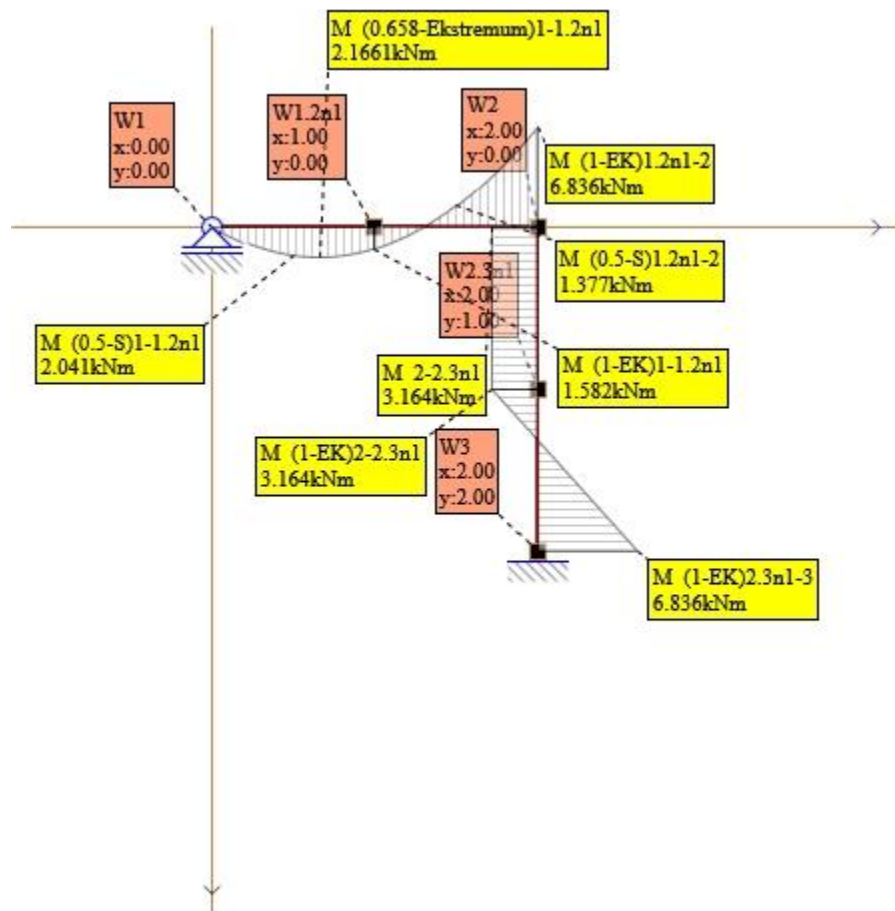 M (0.658-Ekstremum)1-1.2n1
2.1661kNm
W1
x:0.00
y:0.00
W1.2n1
x:1.00
y:0.00
W2
x:2.00
y:0.00
M (1-EK)1.2n1-2
6.836kNm
M (0.5-S)1.2n1-2
1.377kNm
W2.3n1
x:2.00
y:1.00
M (0.5-S)1-1.2n1
2.041kNm
M 2-2.3n1
3.164kNm
M (1-EK)1-1.2n1
1.582kNm
M (1-EK)2-2.3n1
3.164kNm
W3
x:2.00
y:2.00
M (1-EK)2.3n1-3
6.836kNm